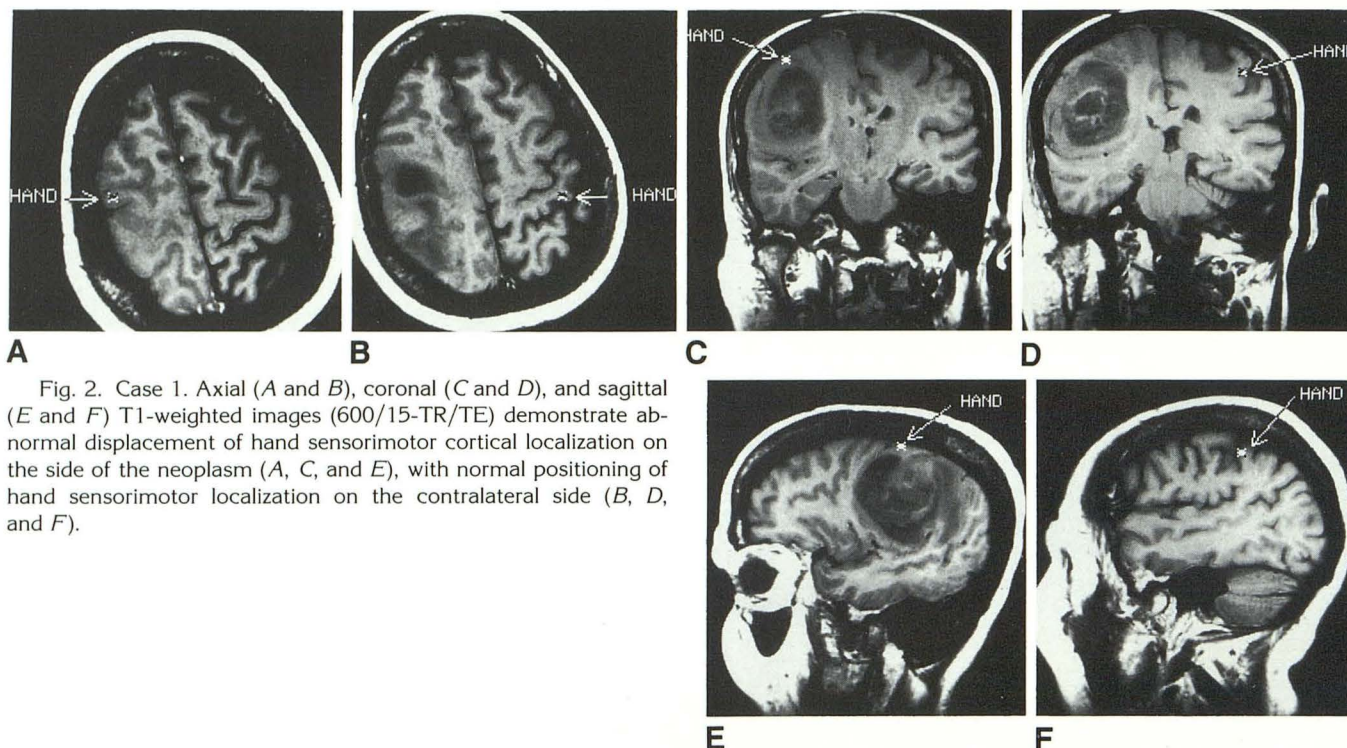 HAND
HAND
HAND
HAND
A
B
C
D
Fig. 2. Case 1. Axial (A and B), coronal (C and D), and sagittal
(E and F) T1-weighted images (600/15-TR/TE) demonstrate ab-
normal displacement of hand sensorimotor cortical localization on
the side of the neoplasm (A, C, and E), with normal positioning of
hand sensorimotor localization on the contralateral side (B, D,
and F).
HAND
HAND
E
F